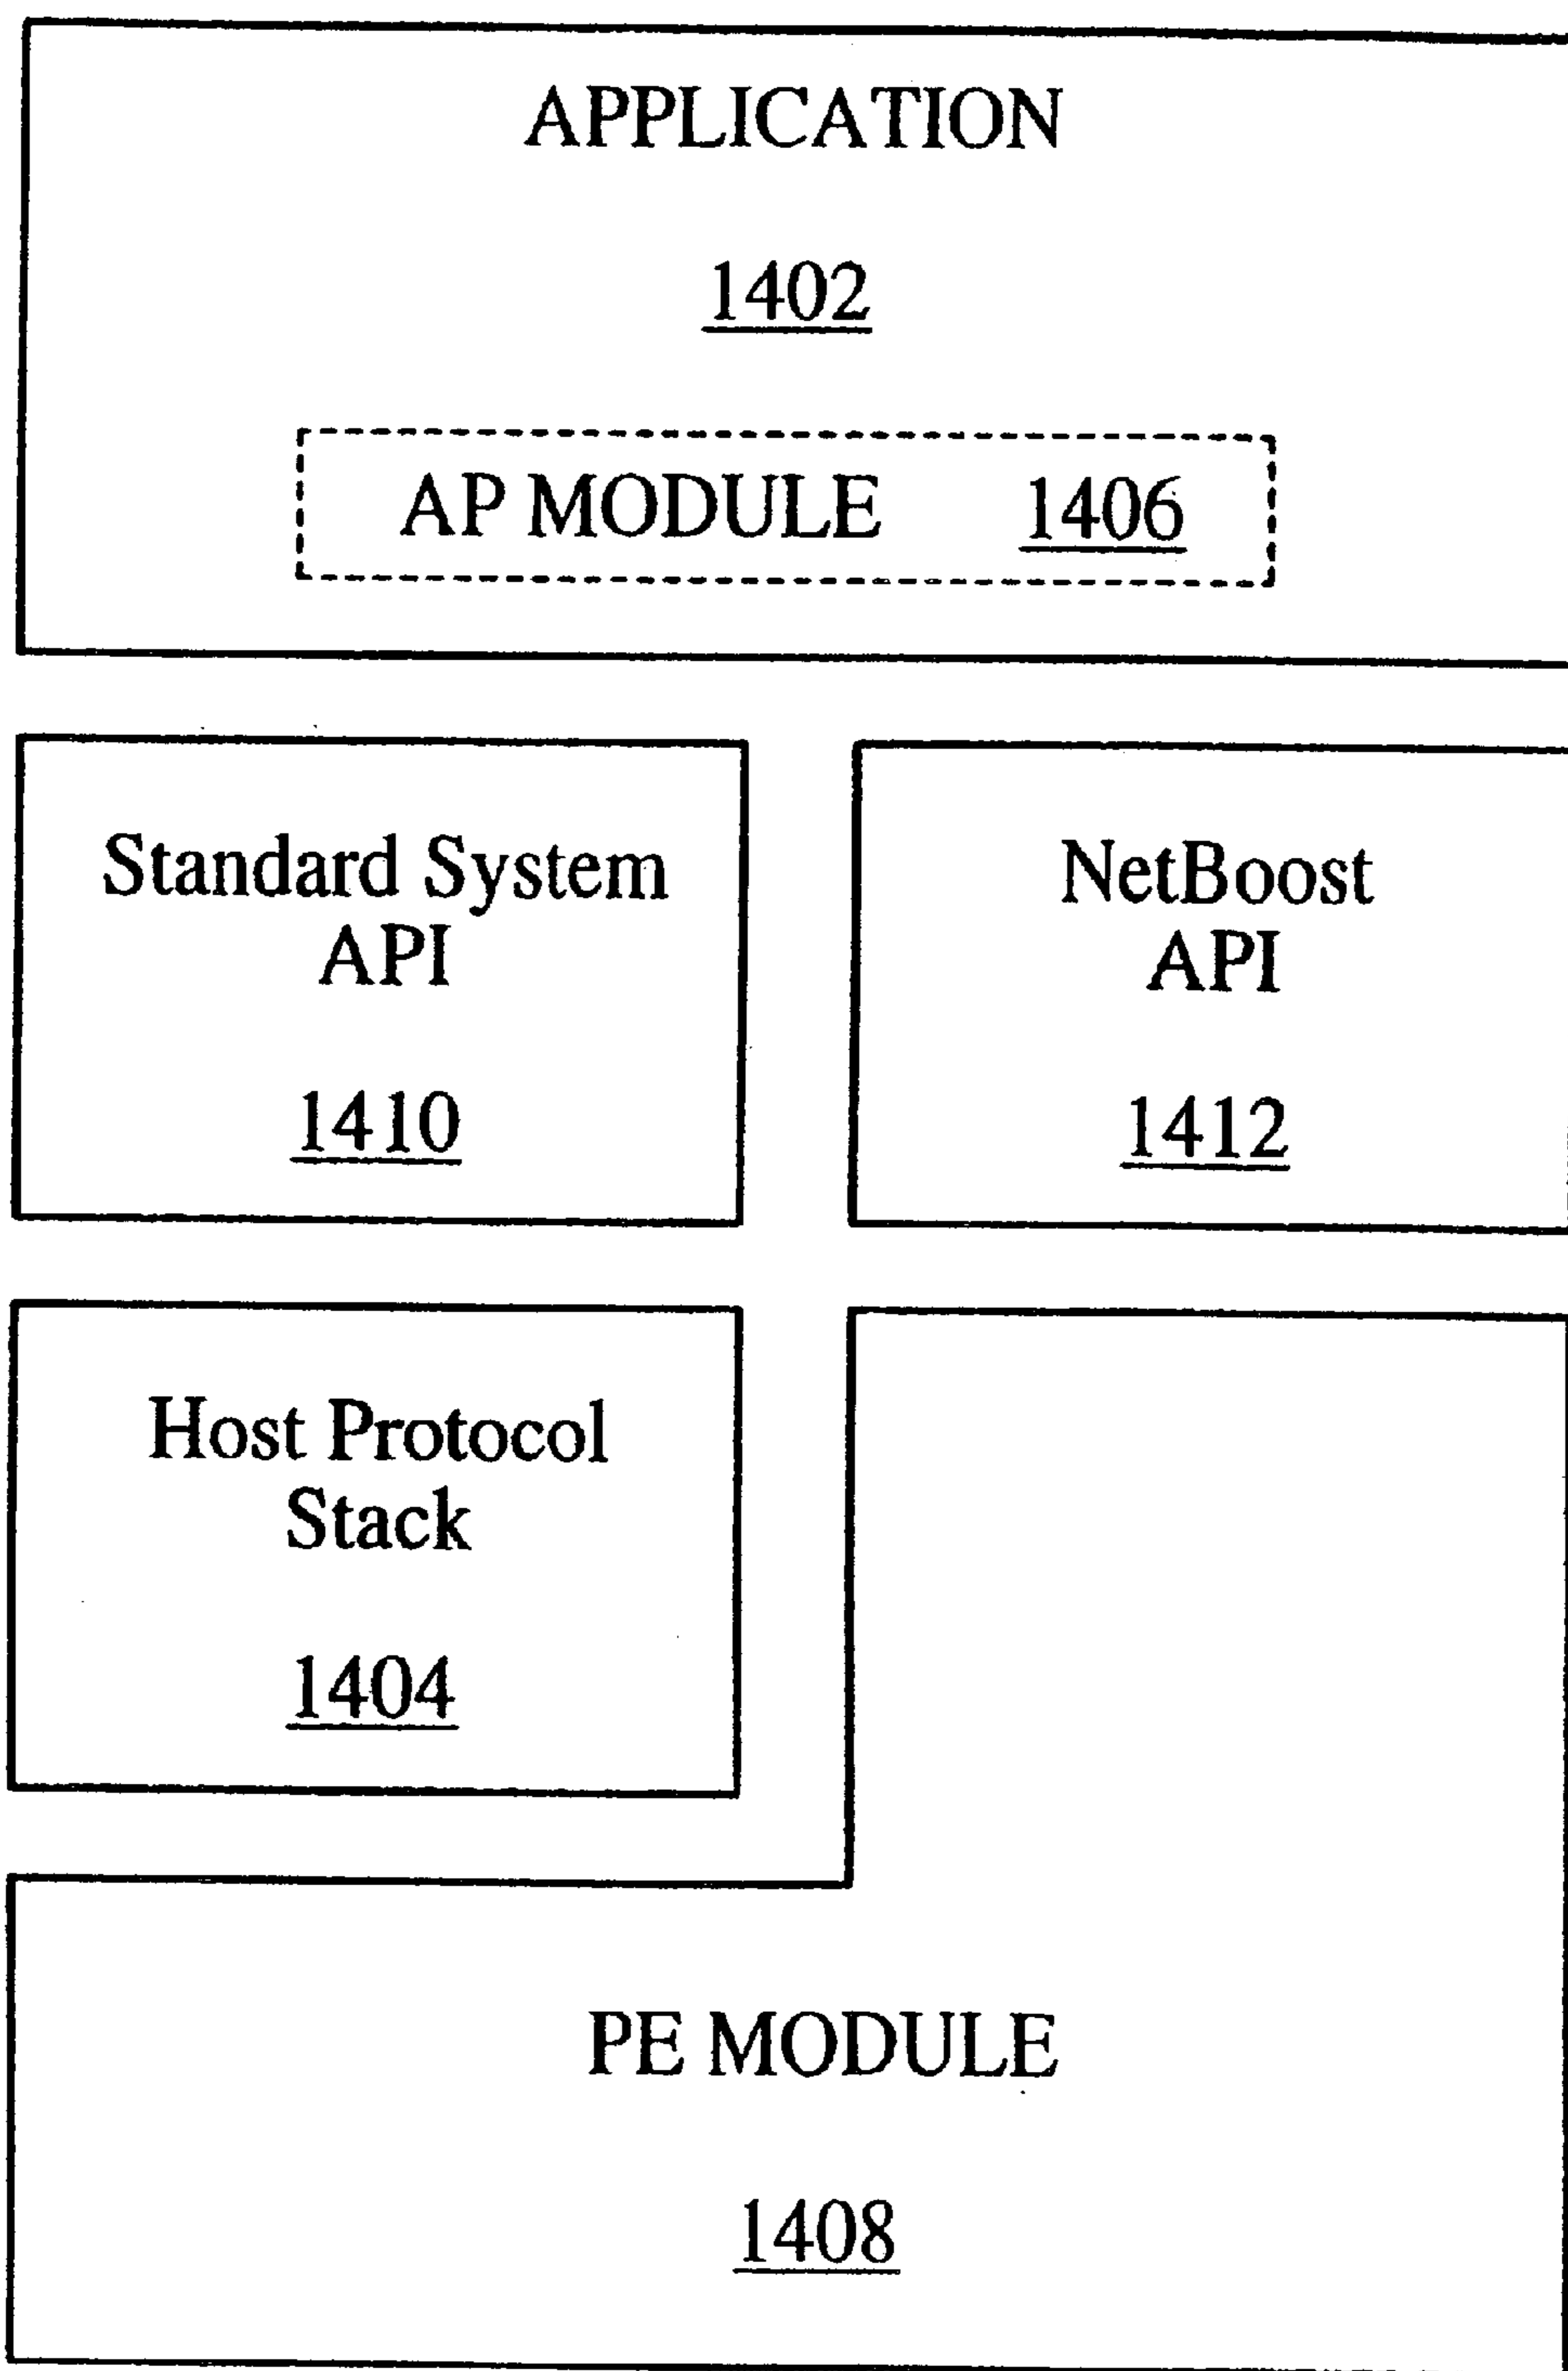 APPLICATION
1402
AP MODULE 1406
Standard System
API
1410
NetBoost
API
1412
Host Protocol
Stack
1404
PE MODULE
1408